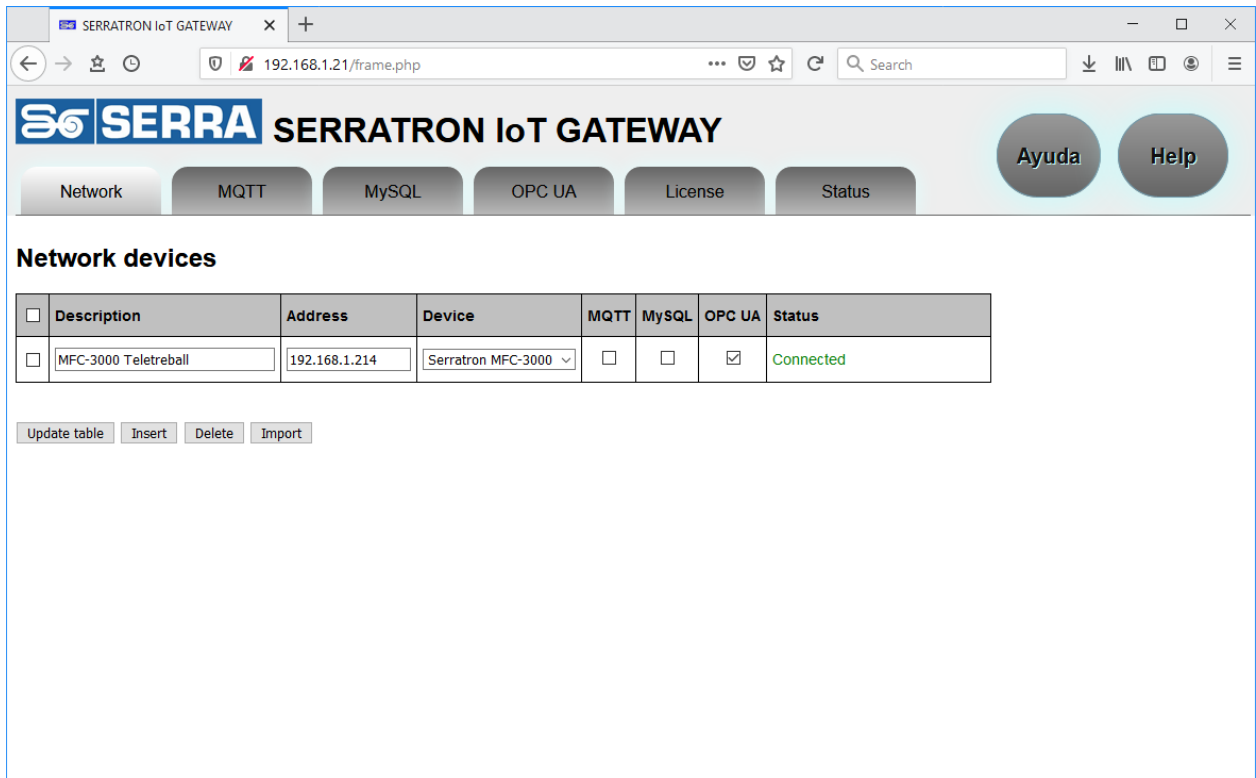 SERRATRON IoT GATEWAY
192.168.1.21/frame.php
Search
SERRA SERRATRON IoT GATEWAY
Ayuda Help
Network MQTT MySQL OPC UA License Status
Network devices
Description Address Device MQTT MySQL OPC UA Status
MFC-3000 Teletreball 192.168.1.214 Serratron MFC-3000 Connected
Update table Insert Delete Import